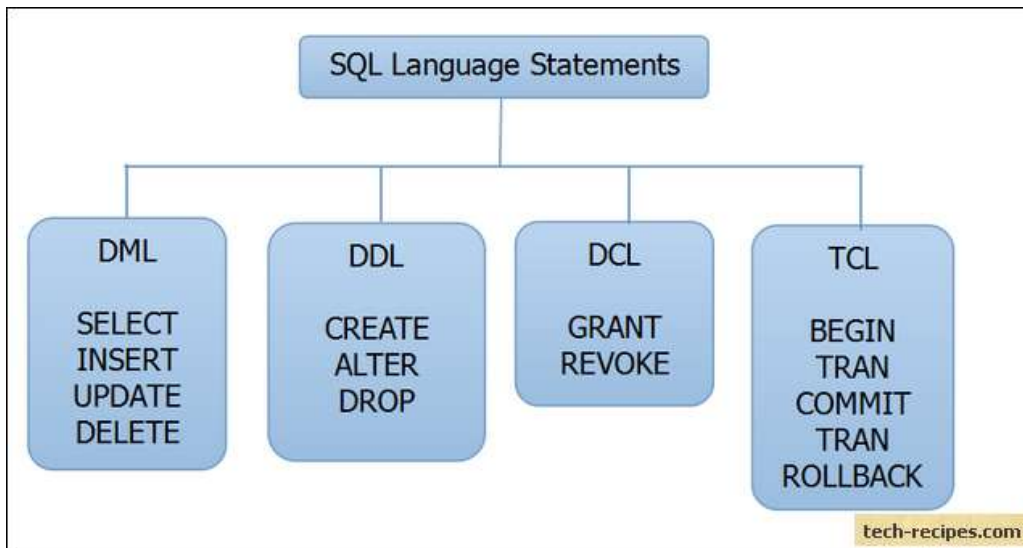 SQL Language Statements
DML
SELECT
INSERT
UPDATE
DELETE
DDL
CREATE
ALTER
DROP
DCL
GRANT
REVOKE
TCL
BEGIN
TRAN
COMMIT
TRAN
ROLLBACK
tech-recipes.com